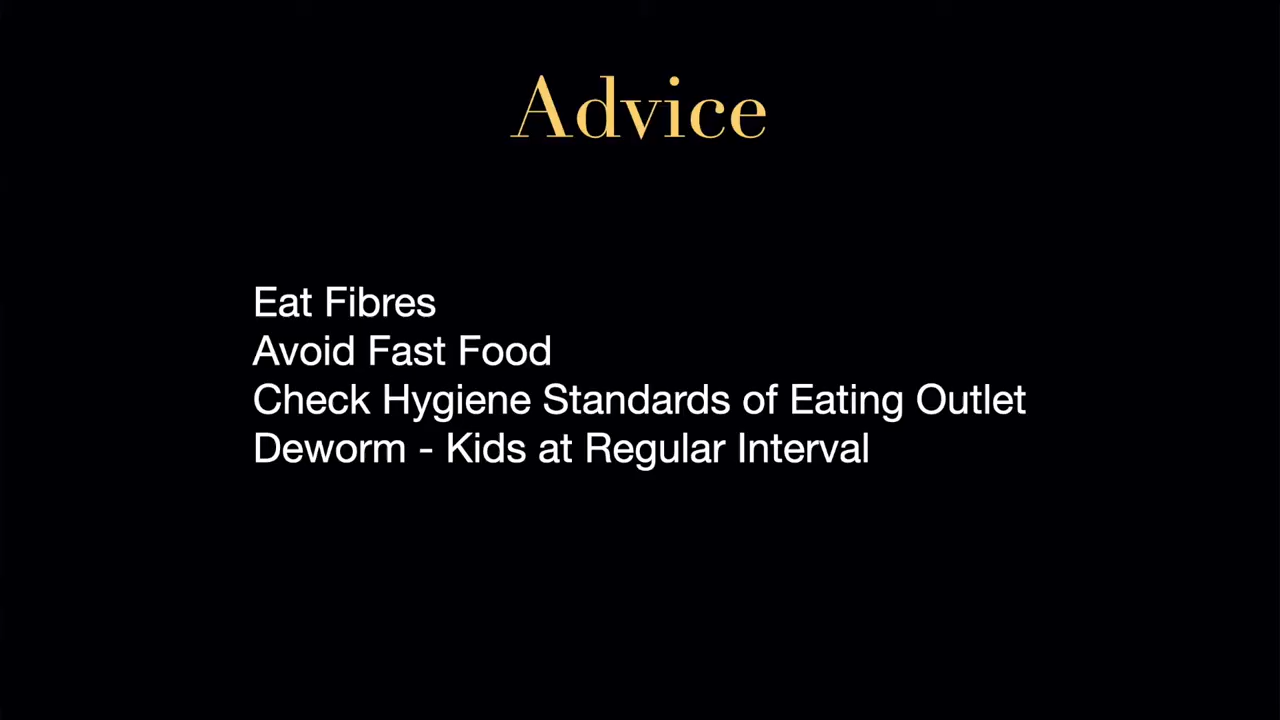 Advice
Eat Fibres
Avoid Fast Food
Check Hygiene Standards of Eating Outlet
Deworm - Kids at Regular Interval